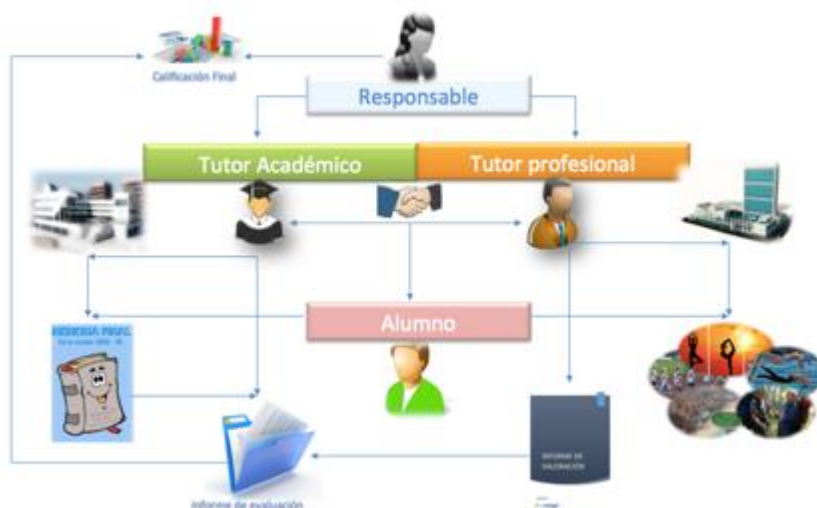 Calificación Final
Responsable
Tutor Académico
Tutor profesional
Alumno
MEMORIA FINAL
INFORME DE
VALORACIÓN
Informe de evaluación